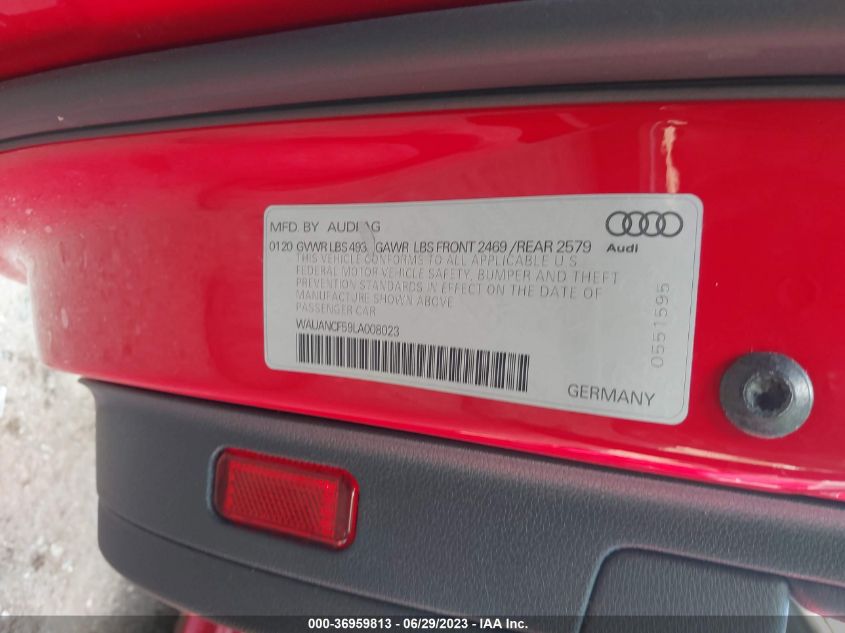 MFD. BY AUDI AG
0120 GVWR LBS 493 GAWR LBS FRONT 2469 /REAR 2579
THIS VEHICLE CONFORMS TO ALL APPLICABLE U.S.
FEDERAL MOTOR VEHICLE SAFETY, BUMPER AND THEFT
PREVENTION STANDARDS IN EFFECT ON THE DATE OF
MANUFACTURE SHOWN ABOVE
PASSENGER CAR
WAUANCF59LA008023
Audi
0551595
GERMANY
000-36959813 - 06/29/2023 - IAA Inc.